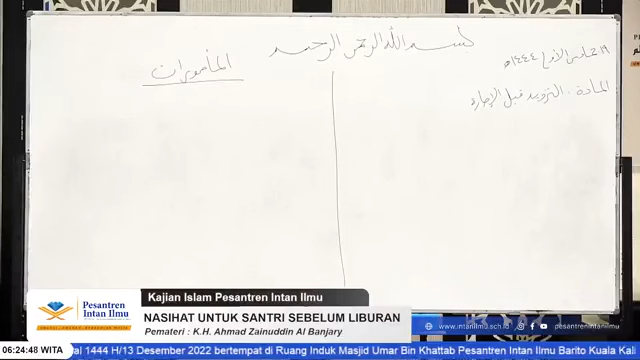 بسم الله الرحمن الرحيم
١٩ جمادى الأولى ١٤٤٤ هـ
المادة : التزويد قبل الإجازة
المأمورات
Kajian Islam Pesantren Intan Ilmu
Pesantren
Intan Ilmu
NASIHAT UNTUK SANTRI SEBELUM LIBURAN
Pemateri : K.H. Ahmad Zainuddin Al Banjary
www.intanilmu.sch.id
pesantrenintanilmu
06:24:48 WITA
al 1444 H/13 Desember 2022 bertempat di Ruang Induk Masjid Umar Bin Khattab Pesantren Intan Ilmu Barito Kuala Kali